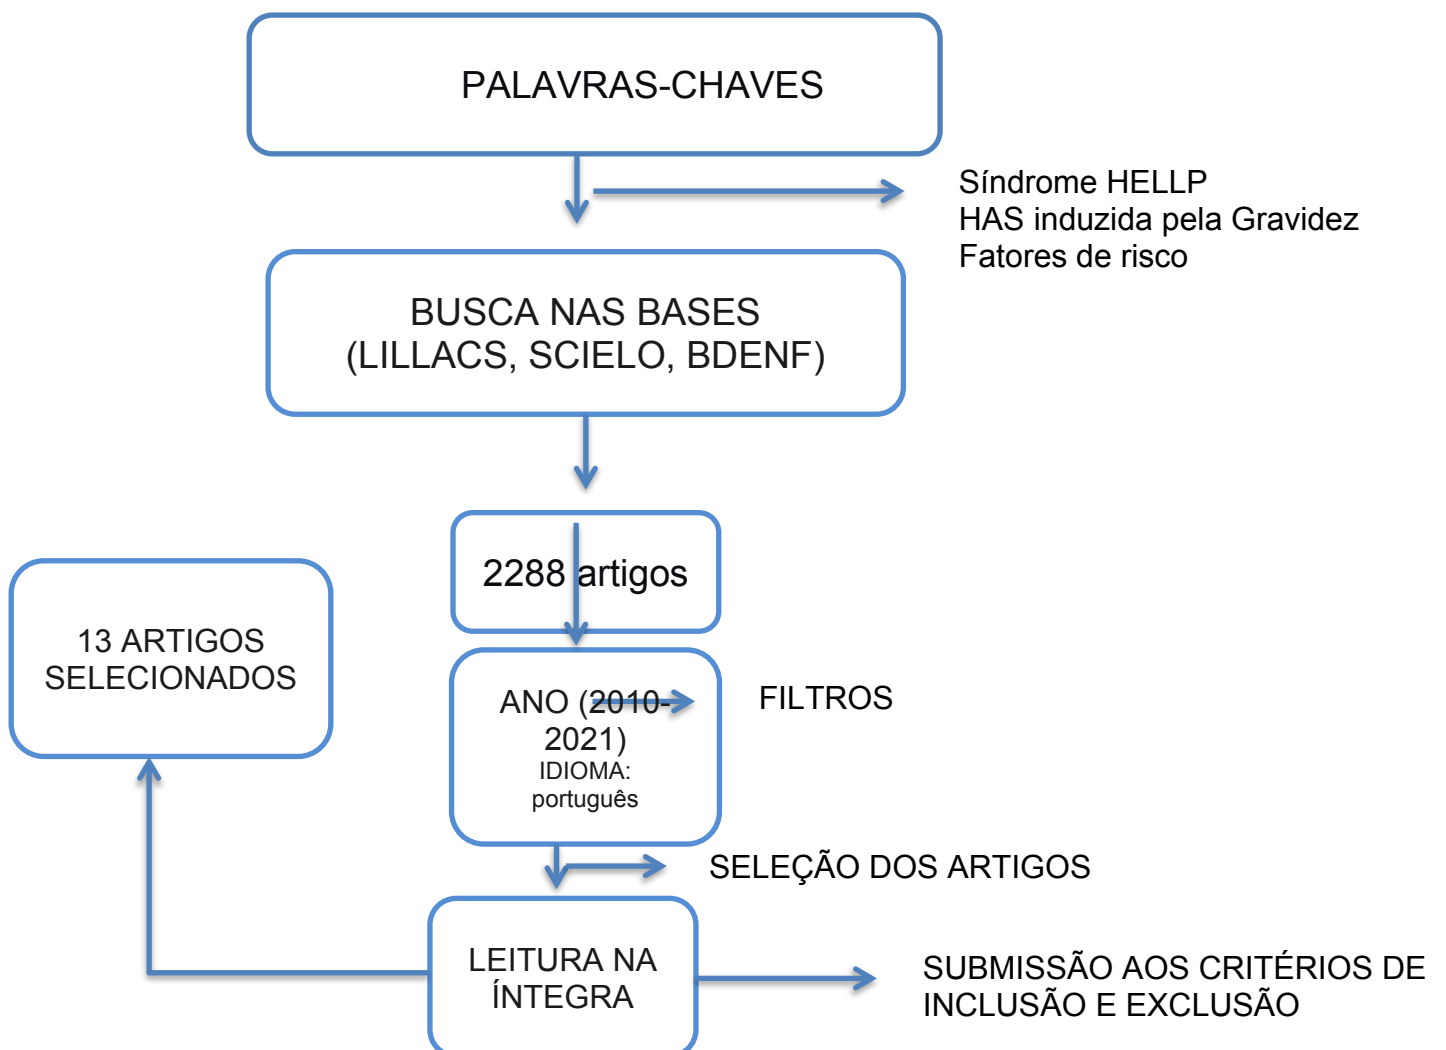 PALAVRAS-CHAVES
Síndrome HELLP
HAS induzida pela Gravidez
Fatores de risco
BUSCA NAS BASES
(LILLACS, SCIELO, BDENF)
2288 artigos
ANO (2010-
2021)
IDIOMA:
português
FILTROS
SELEÇÃO DOS ARTIGOS
LEITURA NA
ÍNTEGRA
SUBMISSÃO AOS CRITÉRIOS DE
INCLUSÃO E EXCLUSÃO
13 ARTIGOS
SELECIONADOS